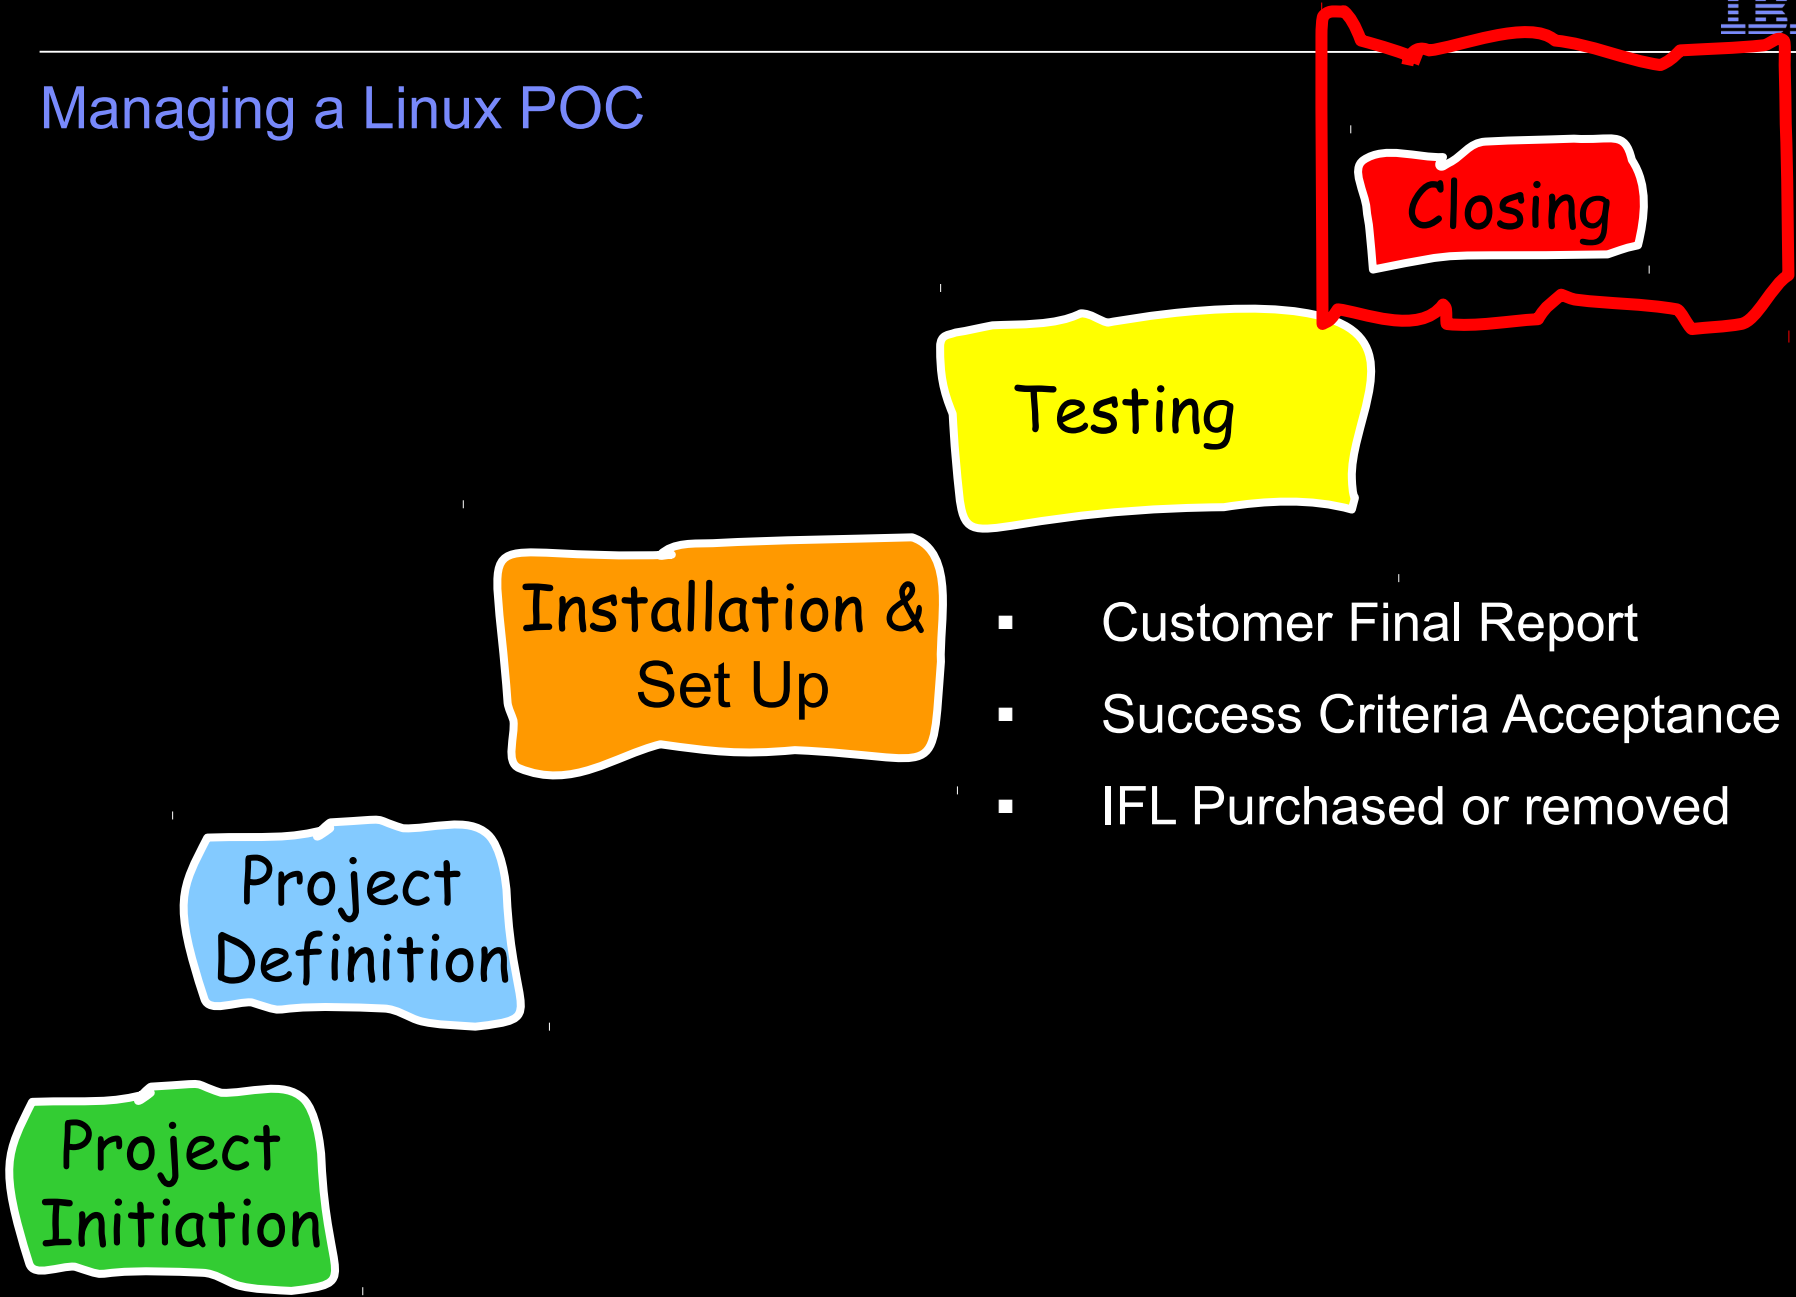 IBM
Managing a Linux POC
Closing
Testing
Installation &
Set Up
▪ Customer Final Report
▪ Success Criteria Acceptance
▪ IFL Purchased or removed
Project
Definition
Project
Initiation